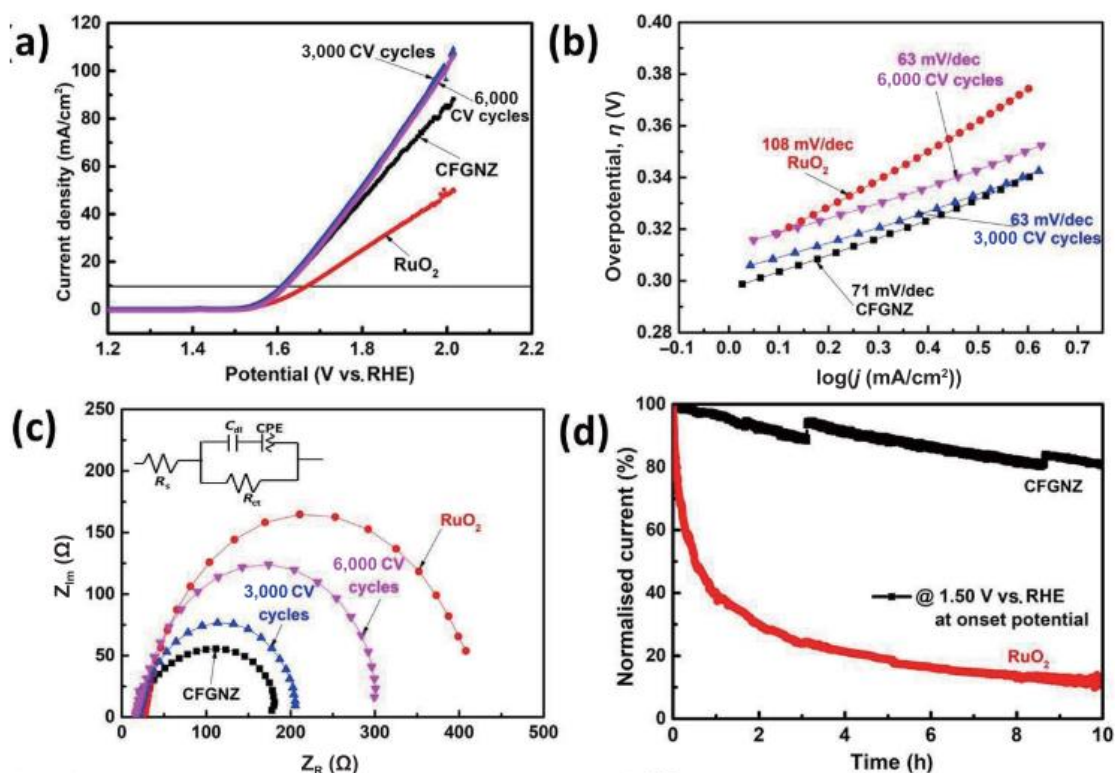 (a)
120
100
80
60
40
20
0
Current density (mA/cm²)
3,000 CV cycles
6,000
CV cycles
CFGNZ
RuO₂
1.2 1.4 1.6 1.8 2.0 2.2
Potential (V vs. RHE)
(b)
0.40
0.38
0.36
0.34
0.32
0.30
0.28
Overpotential, η (V)
63 mV/dec
6,000 CV cycles
108 mV/dec
RuO₂
63 mV/dec
3,000 CV cycles
71 mV/dec
CFGNZ
–0.1 0.0 0.1 0.2 0.3 0.4 0.5 0.6 0.7
log(j (mA/cm²))
(c)
250
200
150
100
50
0
Z_Im (Ω)
C_dl CPE
R_s
R_ct
RuO₂
6,000 CV
cycles
3,000 CV
cycles
CFGNZ
0 100 200 300 400 500
Z_R (Ω)
(d)
100
80
60
40
20
0
Normalised current (%)
CFGNZ
@ 1.50 V vs. RHE
at onset potential
RuO₂
0 2 4 6 8 10
Time (h)